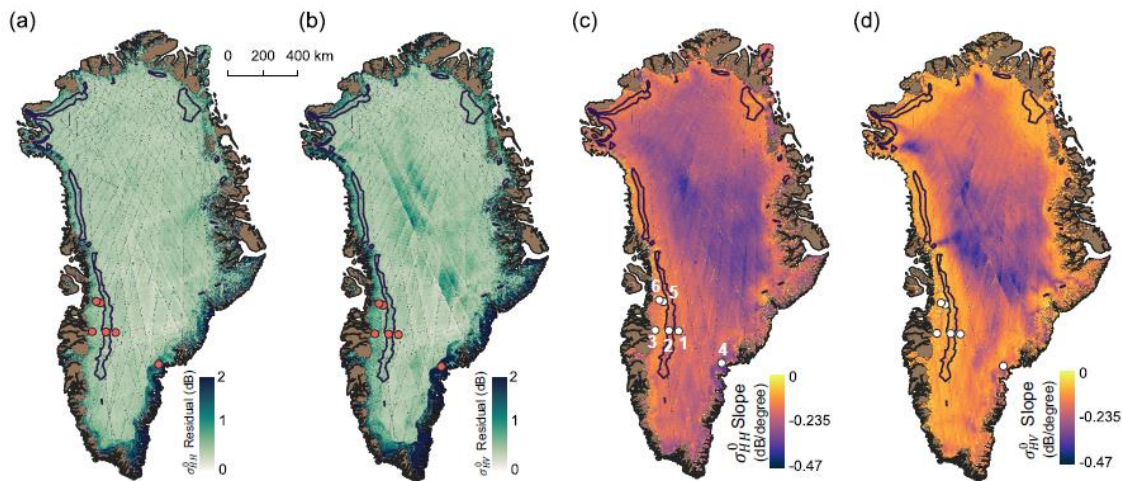 (a)
(b)
(c)
(d)
0 200 400 km
6
5
3
2
1
4
2
1
0
σ⁰HH Residual (dB)
2
1
0
σ⁰HV Residual (dB)
0
-0.235
-0.47
σ⁰HH Slope
(dB/degree)
0
-0.235
-0.47
σ⁰HV Slope
(dB/degree)